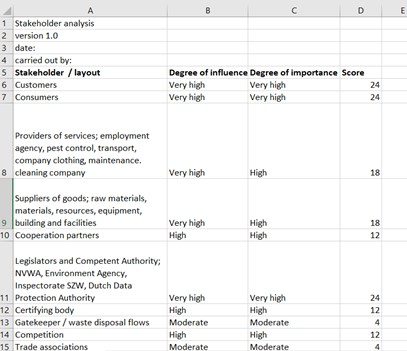 A B C D E
1 Stakeholder analysis
2 version 1.0
3 date:
4 carried out by:
5 Stakeholder / layout Degree of influence Degree of importance Score
6 Customers Very high Very high 24
7 Consumers Very high Very high 24
Providers of services; employment
agency, pest control, transport,
company clothing, maintenance.
8 cleaning company Very high High 18
Suppliers of goods; raw materials,
materials, resources, equipment,
9 building and facilities Very high High 18
10 Cooperation partners High High 12
Legislators and Competent Authority;
NVWA, Environment Agency,
Inspectorate SZW, Dutch Data
11 Protection Authority Very high Very high 24
12 Certifying body High High 12
13 Gatekeeper / waste disposal flows Moderate Moderate 4
14 Competition High High 12
15 Trade associations Moderate Moderate 4